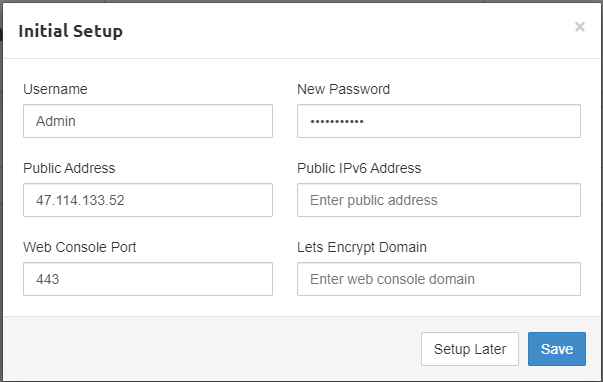 Initial Setup ×
Username New Password
Admin •••••••••••
Public Address Public IPv6 Address
47.114.133.52 Enter public address
Web Console Port Lets Encrypt Domain
443 Enter web console domain
Setup Later Save